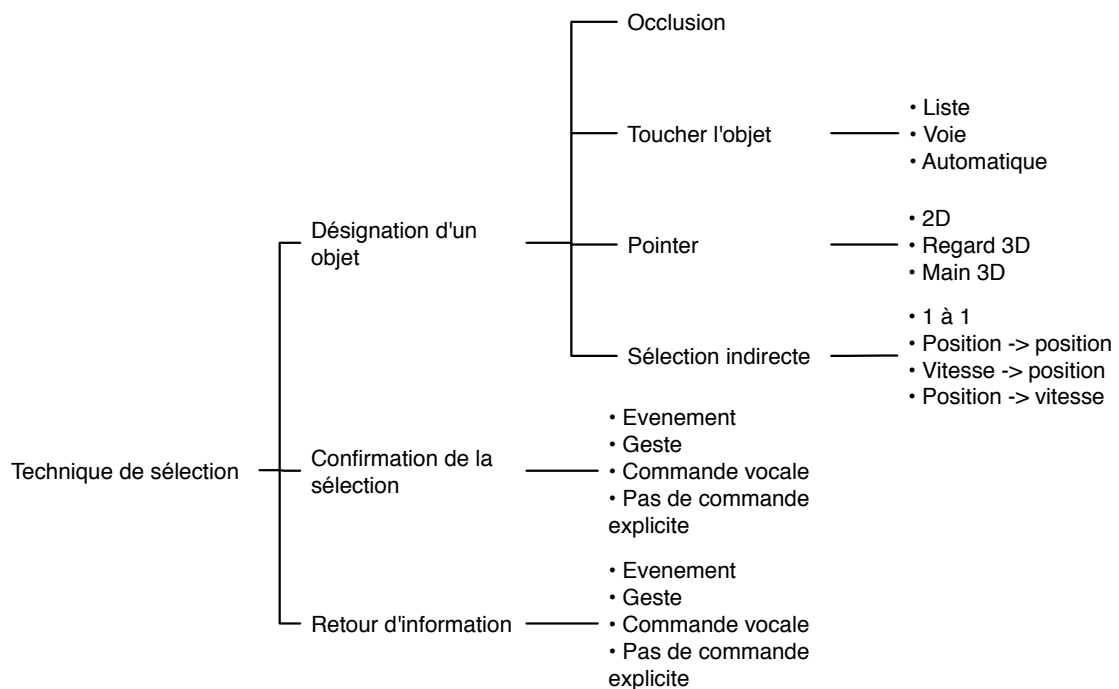 Occlusion
Toucher l'objet
• Liste
• Voie
• Automatique
Désignation d'un
objet
Pointer
• 2D
• Regard 3D
• Main 3D
Sélection indirecte
• 1 à 1
• Position -> position
• Vitesse -> position
• Position -> vitesse
Technique de sélection
Confirmation de la
sélection
• Evenement
• Geste
• Commande vocale
• Pas de commande
explicite
Retour d'information
• Evenement
• Geste
• Commande vocale
• Pas de commande
explicite